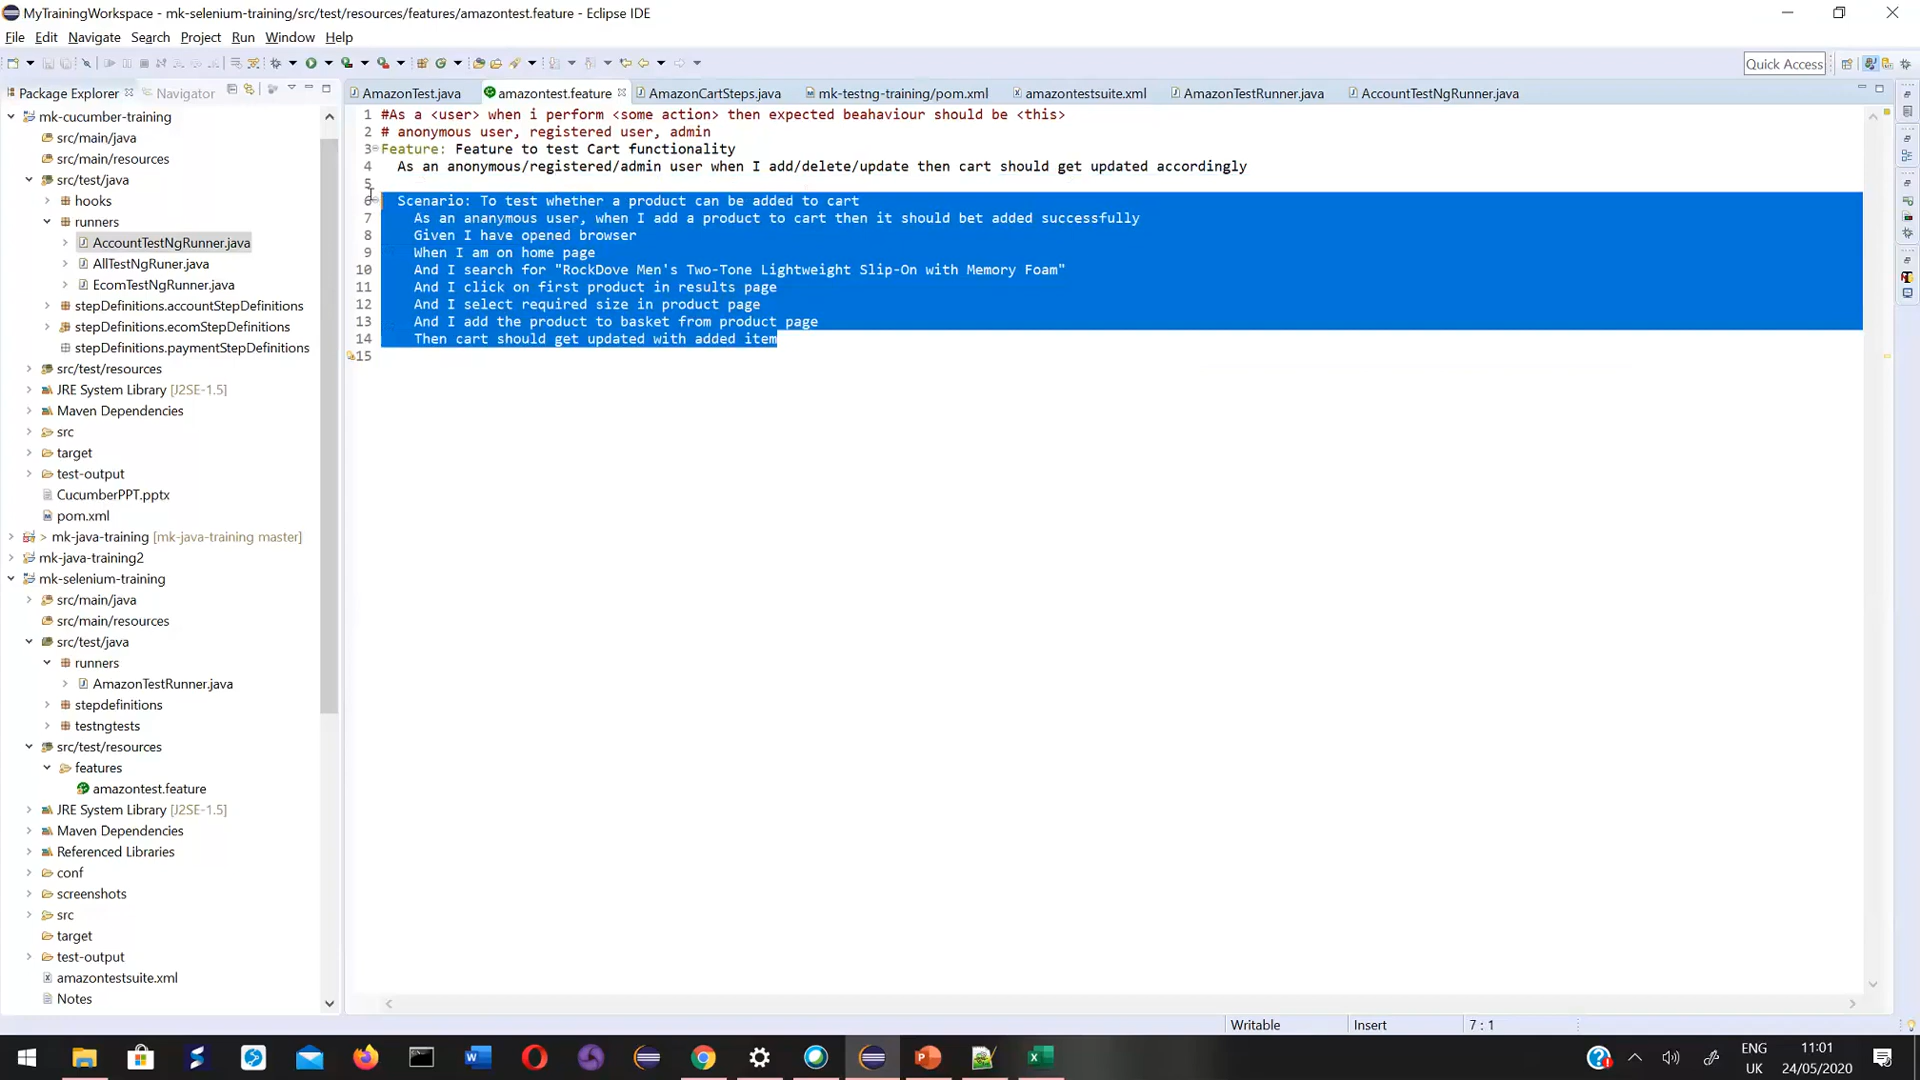 MyTrainingWorkspace - mk-selenium-training/src/test/resources/features/amazontest.feature - Eclipse IDE
File Edit Navigate Search Project Run Window Help
Quick Access
Package Explorer Navigator
AmazonTest.java amazontest.feature AmazonCartSteps.java mk-testng-training/pom.xml amazontestsuite.xml AmazonTestRunner.java AccountTestNgRunner.java
mk-cucumber-training
src/main/java
src/main/resources
src/test/java
hooks
runners
AccountTestNgRunner.java
AllTestNgRuner.java
EcomTestNgRunner.java
stepDefinitions.accountStepDefinitions
stepDefinitions.ecomStepDefinitions
stepDefinitions.paymentStepDefinitions
src/test/resources
JRE System Library [J2SE-1.5]
Maven Dependencies
src
target
test-output
CucumberPPT.pptx
pom.xml
> mk-java-training [mk-java-training master]
mk-java-training2
mk-selenium-training
src/main/java
src/main/resources
src/test/java
runners
AmazonTestRunner.java
stepdefinitions
testngtests
src/test/resources
features
amazontest.feature
JRE System Library [J2SE-1.5]
Maven Dependencies
Referenced Libraries
conf
screenshots
src
target
test-output
amazontestsuite.xml
Notes
1 #As a <user> when i perform <some action> then expected beahaviour should be <this>
2 # anonymous user, registered user, admin
3 Feature: Feature to test Cart functionality
4 As an anonymous/registered/admin user when I add/delete/update then cart should get updated accordingly
5
6 Scenario: To test whether a product can be added to cart
7 As an ananymous user, when I add a product to cart then it should bet added successfully
8 Given I have opened browser
9 When I am on home page
10 And I search for "RockDove Men's Two-Tone Lightweight Slip-On with Memory Foam"
11 And I click on first product in results page
12 And I select required size in product page
13 And I add the product to basket from product page
14 Then cart should get updated with added item
15
Writable Insert 7 : 1
ENG
UK
11:01
24/05/2020